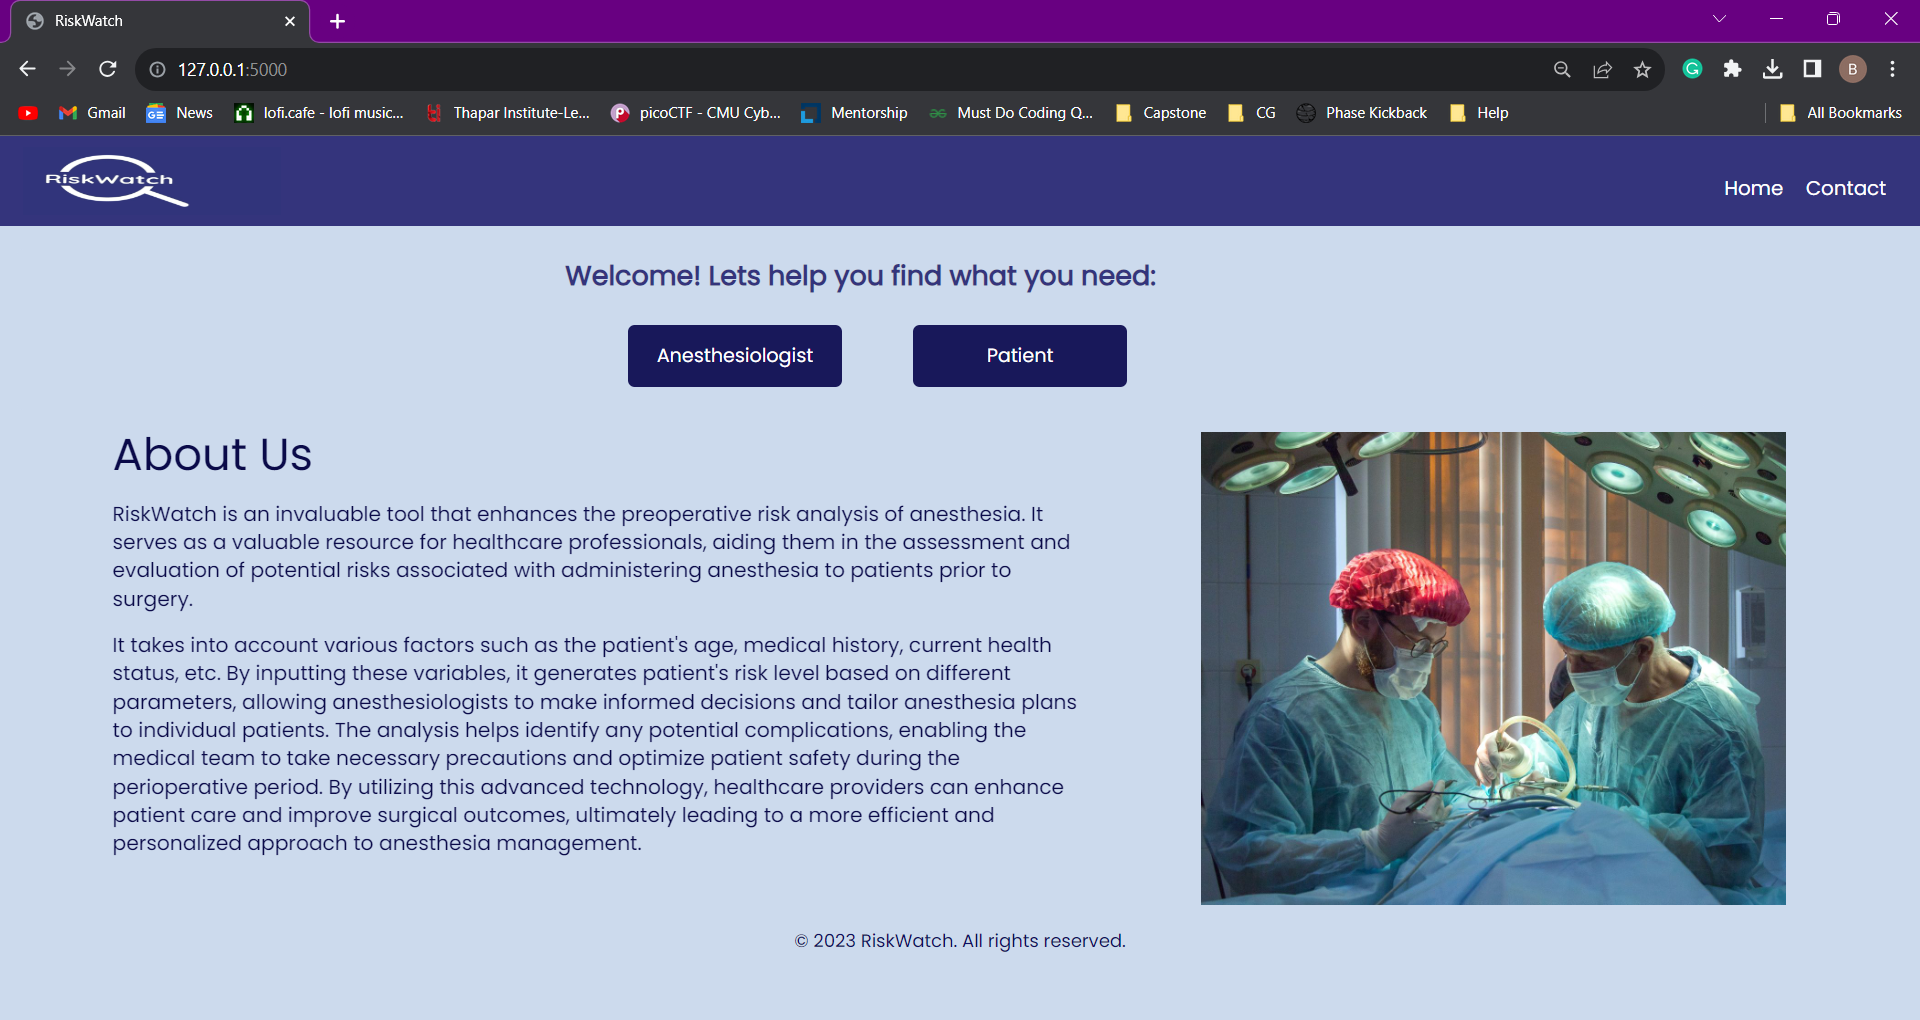 RiskWatch
127.0.0.1:5000
Gmail
News
lofi.cafe - lofi music...
Thapar Institute-Le...
picoCTF - CMU Cyb...
Mentorship
Must Do Coding Q...
Capstone
CG
Phase Kickback
Help
All Bookmarks
B
RiskWatch
Home
Contact
Welcome! Lets help you find what you need:
Anesthesiologist
Patient
About Us
RiskWatch is an invaluable tool that enhances the preoperative risk analysis of anesthesia. It
serves as a valuable resource for healthcare professionals, aiding them in the assessment and
evaluation of potential risks associated with administering anesthesia to patients prior to
surgery.
It takes into account various factors such as the patient's age, medical history, current health
status, etc. By inputting these variables, it generates patient's risk level based on different
parameters, allowing anesthesiologists to make informed decisions and tailor anesthesia plans
to individual patients. The analysis helps identify any potential complications, enabling the
medical team to take necessary precautions and optimize patient safety during the
perioperative period. By utilizing this advanced technology, healthcare providers can enhance
patient care and improve surgical outcomes, ultimately leading to a more efficient and
personalized approach to anesthesia management.
© 2023 RiskWatch. All rights reserved.